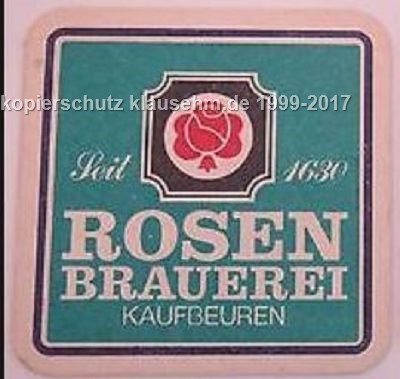 kopierschutz klausehm.de 1999-2017
Seit 1630
ROSEN
BRAUEREI
KAUFBEUREN